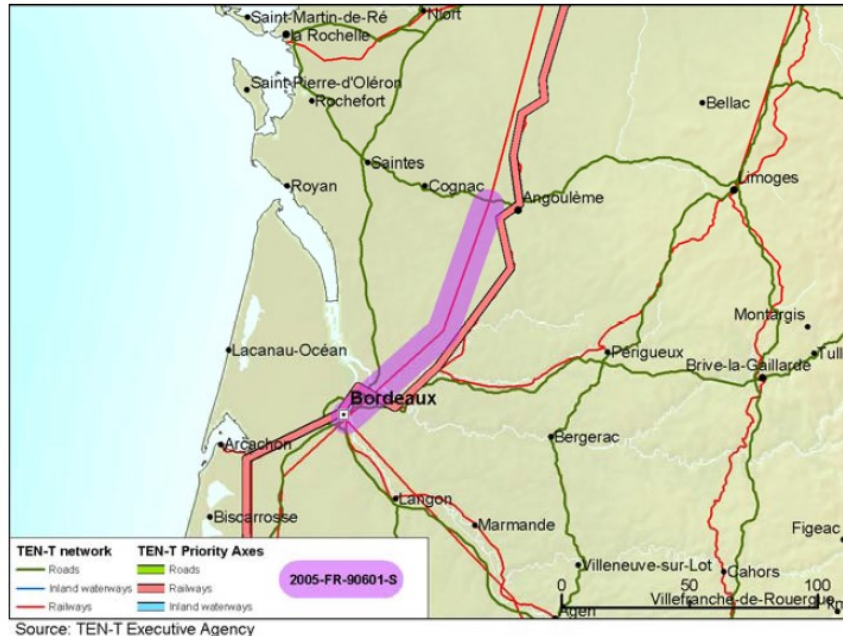 Saint-Martin-de-Ré
Niort
la Rochelle
Saint-Pierre-d'Oléron
Rochefort
Bellac
Saintes
Royan
Cognac
Limoges
Angoulême
Montargis
Lacanau-Océan
Périgueux
Tull
Brive-la-Gaillarde
Bordeaux
Arcachon
Bergerac
Langon
Biscarrosse
Marmande
Figeac
TEN-T network
TEN-T Priority Axes
Roads
Roads
Inland waterways
Railways
Railways
Inland waterways
2005-FR-90601-S
Villeneuve-sur-Lot
Cahors
0 50 100
Villefranche-de-Rouergue
Agen
Source: TEN-T Executive Agency